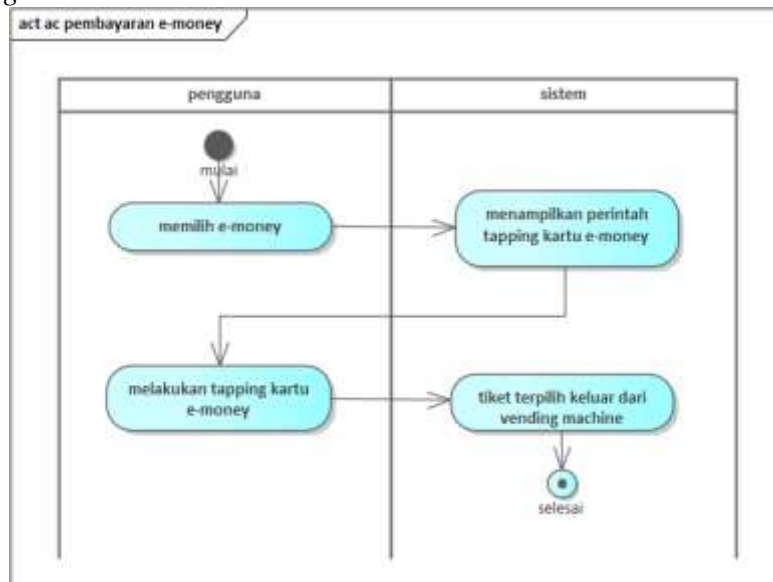 act ac pembayaran e-money
pengguna
sistem
mulai
memilih e-money
menampilkan perintah
tapping kartu e-money
melakukan tapping kartu
e-money
tiket terpilih keluar dari
vending machine
selesai